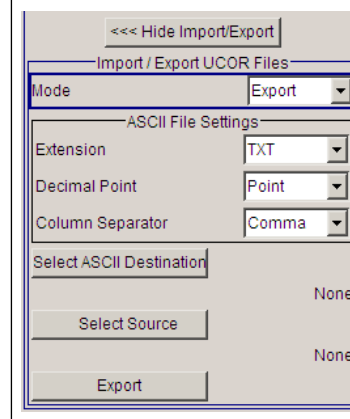 <<< Hide Import/Export
Import / Export UCOR Files
Mode Export
ASCII File Settings
Extension TXT
Decimal Point Point
Column Separator Comma
Select ASCII Destination
None
Select Source
None
Export